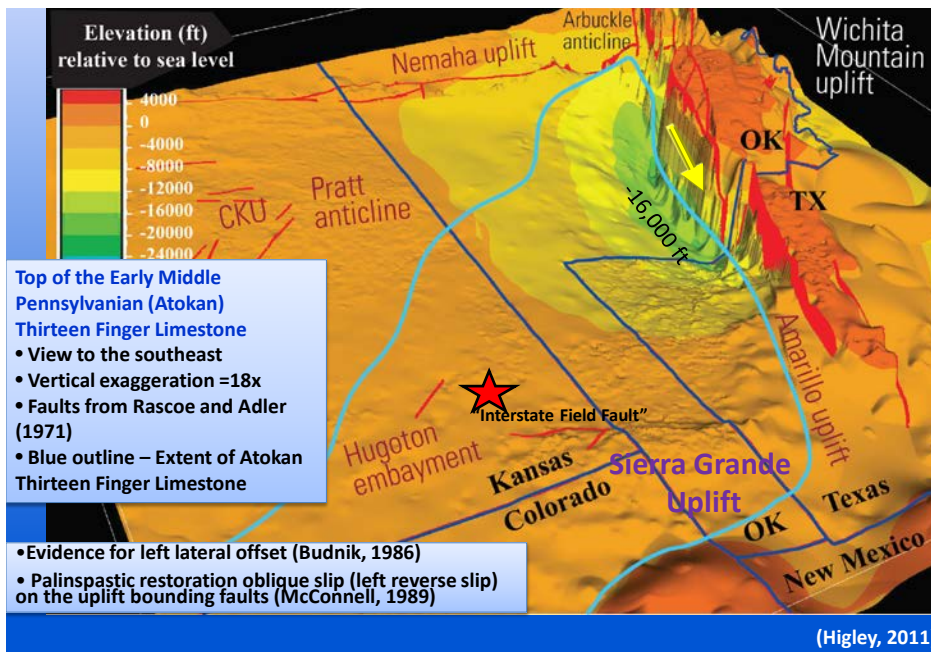 Elevation (ft)
relative to sea level
4000
0
-4000
-8000
-12000
-16000
-20000
-24000
Nemaha uplift
Arbuckle
anticline
Wichita
Mountain
uplift
OK
TX
CKU
Pratt
anticline
-16,000 ft
Amarillo uplift
Top of the Early Middle
Pennsylvanian (Atokan)
Thirteen Finger Limestone
• View to the southeast
• Vertical exaggeration =18x
• Faults from Rascoe and Adler
(1971)
• Blue outline – Extent of Atokan
Thirteen Finger Limestone
"Interstate Field Fault"
Hugoton
embayment
Kansas
Colorado
Sierra Grande
Uplift
OK
Texas
New Mexico
•Evidence for left lateral offset (Budnik, 1986)
• Palinspastic restoration oblique slip (left reverse slip)
on the uplift bounding faults (McConnell, 1989)
(Higley, 2011